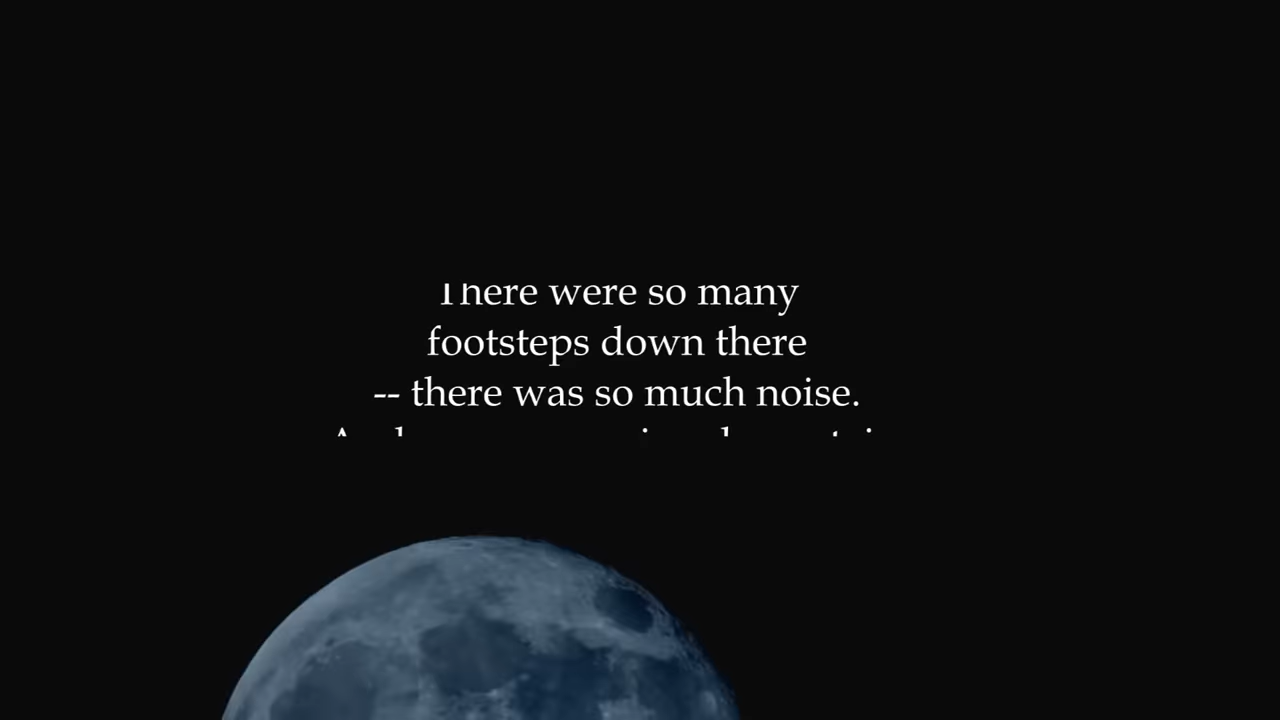 There were so many
footsteps down there
-- there was so much noise.